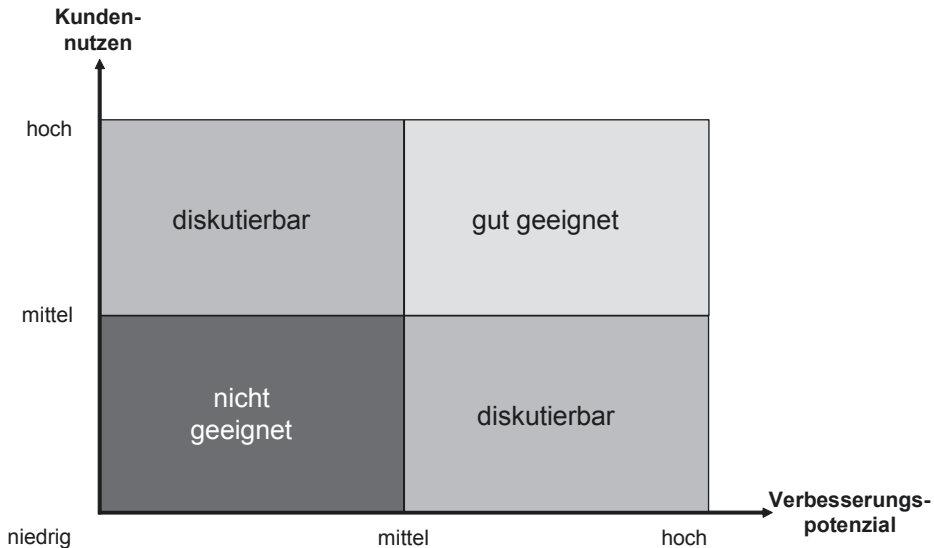 Kunden-
nutzen
hoch
diskutierbar
gut geeignet
mittel
nicht
geeignet
diskutierbar
Verbesserungs-
potenzial
niedrig
mittel
hoch